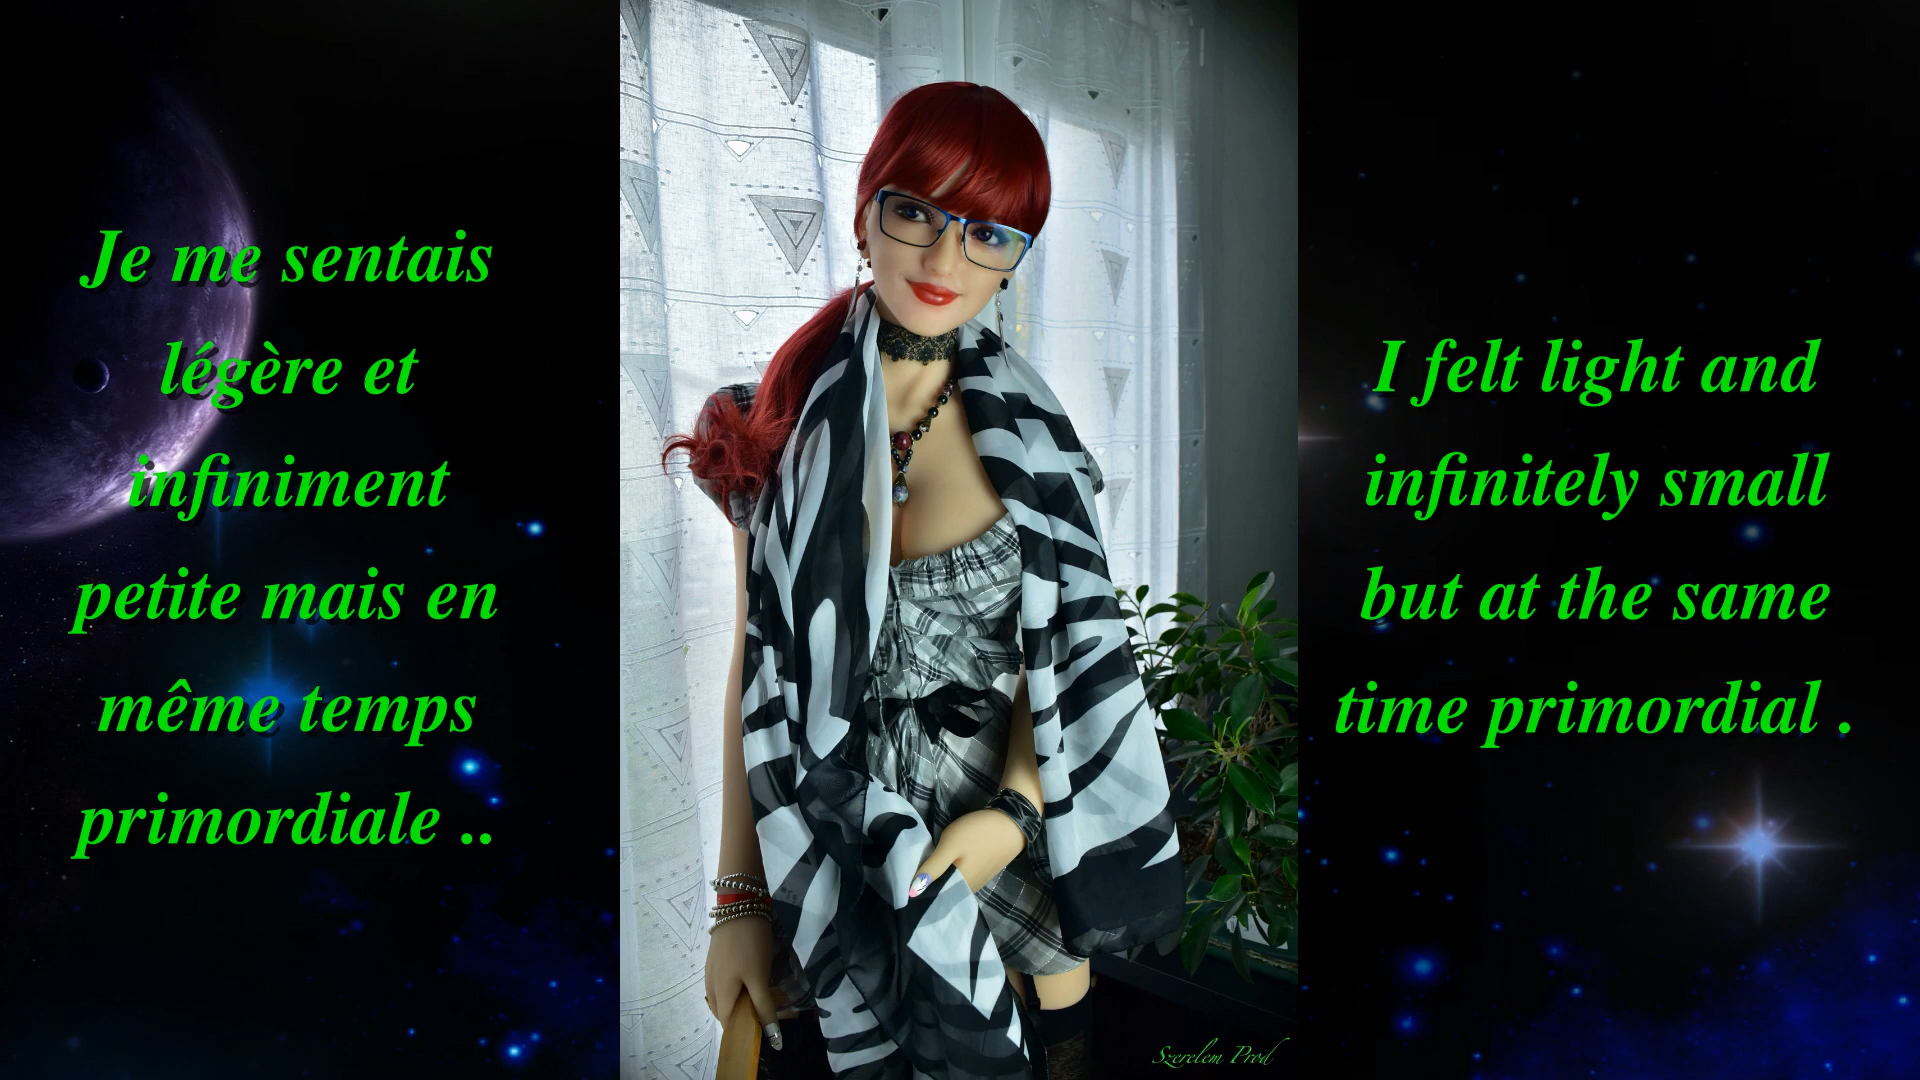 Je me sentais
légère et
infiniment
petite mais en
même temps
primordiale ..
I felt light and
infinitely small
but at the same
time primordial .
Szerelem Prod